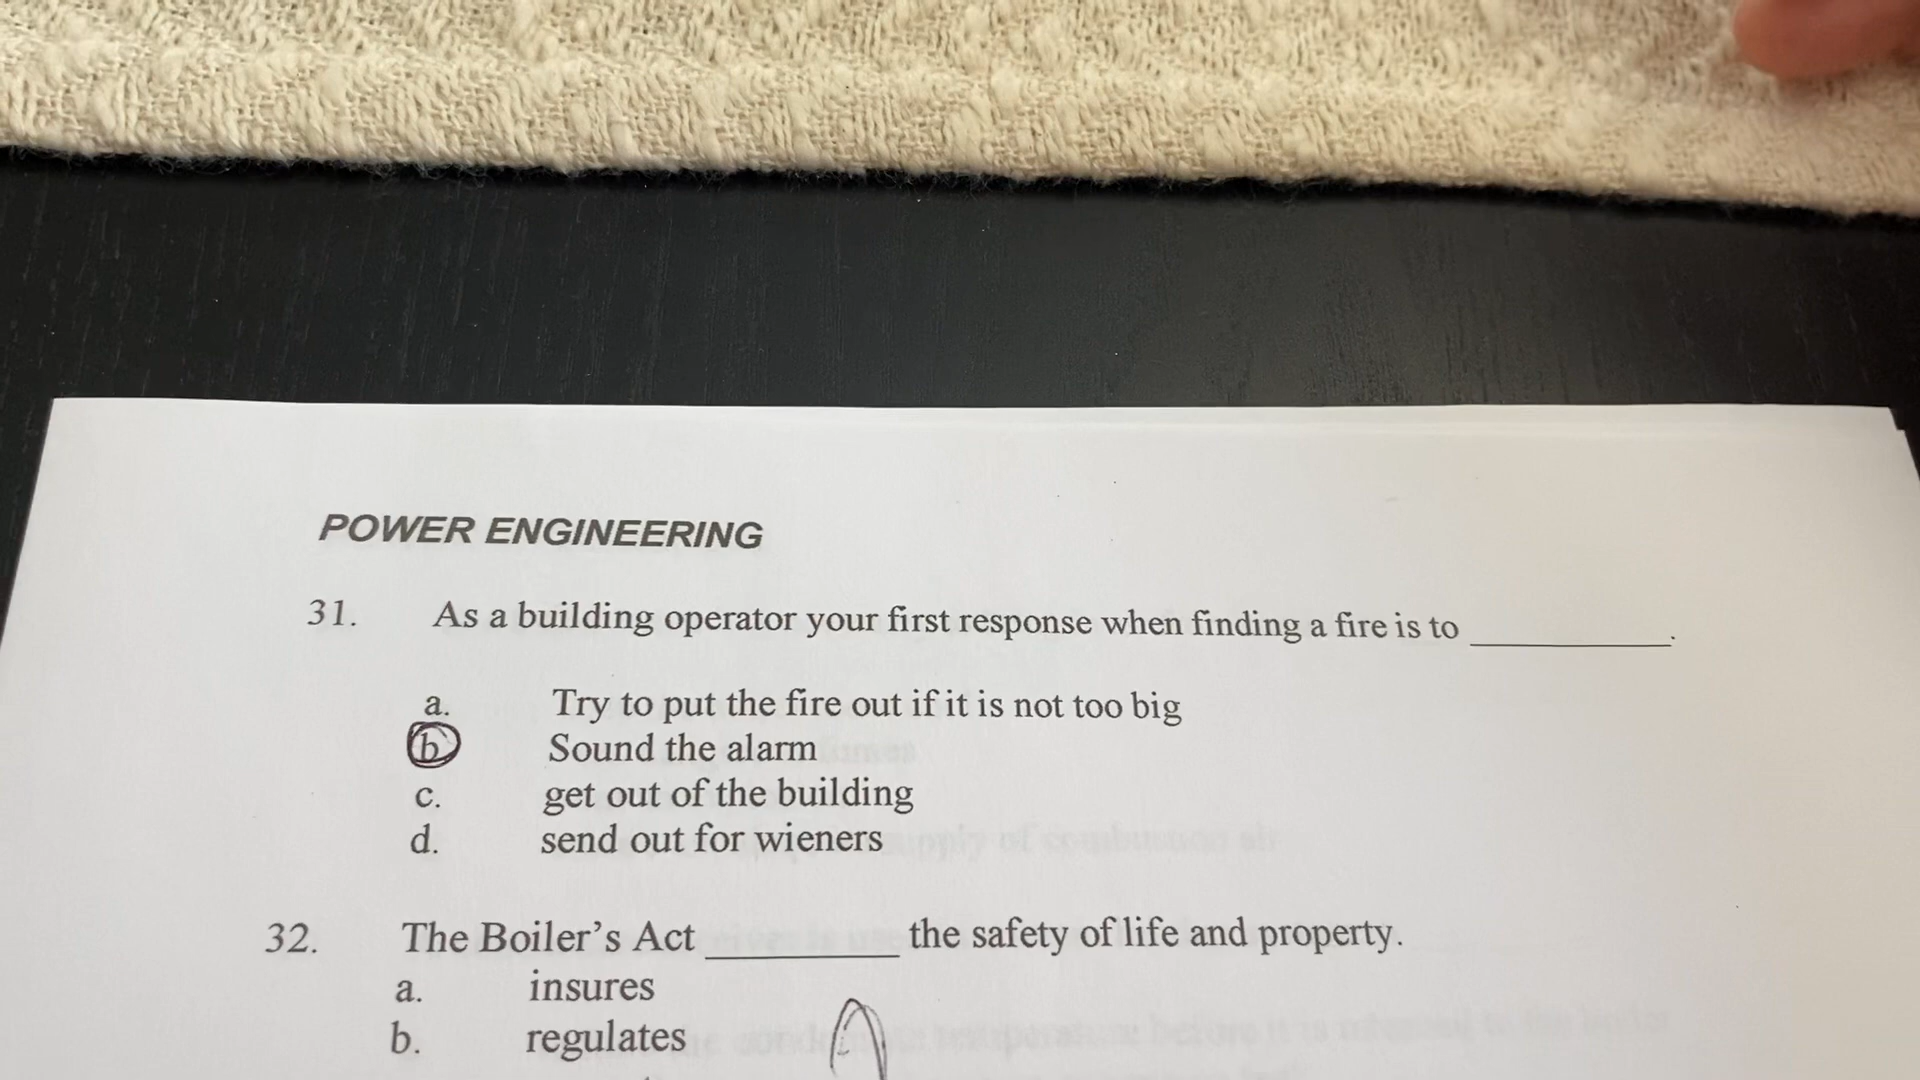 POWER ENGINEERING
31. As a building operator your first response when finding a fire is to __________.
a. Try to put the fire out if it is not too big
b Sound the alarm
c. get out of the building
d. send out for wieners
32. The Boiler's Act __________ the safety of life and property.
a. insures
b. regulates